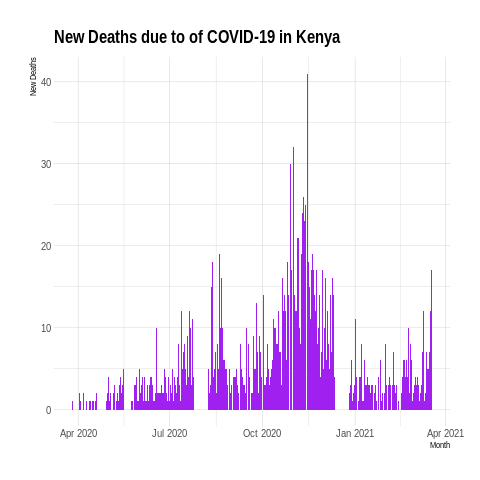 New Deaths due to of COVID-19 in Kenya
New Deaths
40
30
20
10
0
Apr 2020 Jul 2020 Oct 2020 Jan 2021 Apr 2021
Month